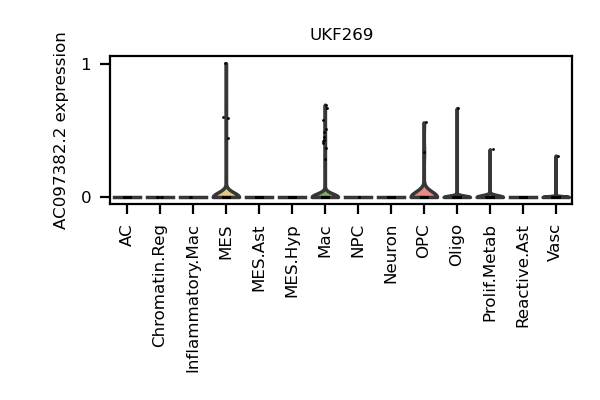 UKF269
AC097382.2 expression
1
0
AC
Chromatin.Reg
Inflammatory.Mac
MES
MES.Ast
MES.Hyp
Mac
NPC
Neuron
OPC
Oligo
Prolif.Metab
Reactive.Ast
Vasc